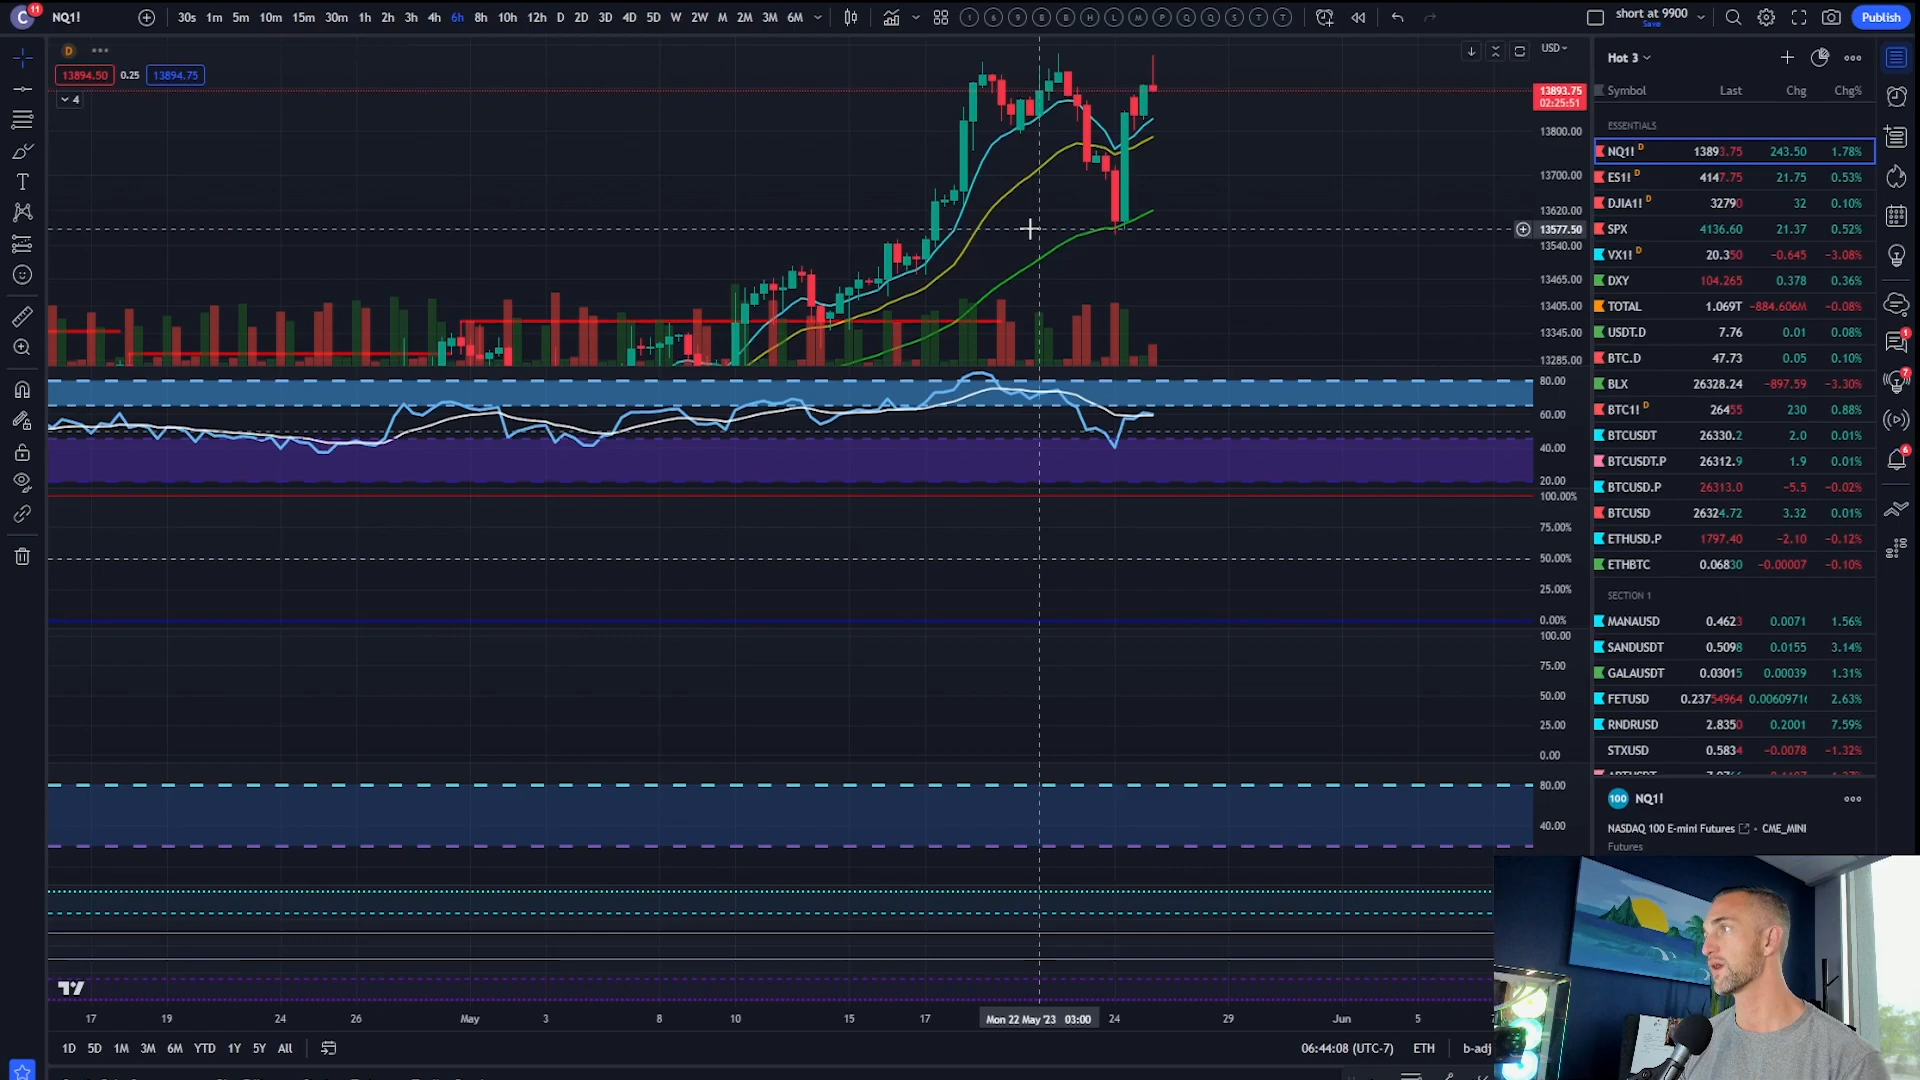 C 11 NQ1! 30s 1m 5m 10m 15m 30m 1h 2h 3h 4h 6h 8h 10h 12h D 2D 3D 4D 5D W 2W M 2M 3M 6M short at 9900 Save Publish
D
13894.50 0.25 13894.75
4
USD
13893.75
02:25:51
13800.00
13700.00
13620.00
13577.50
13540.00
13465.00
13405.00
13345.00
13285.00
80.00
60.00
40.00
20.00
100.00%
75.00%
50.00%
25.00%
0.00%
100.00
75.00
50.00
25.00
0.00
80.00
40.00
17 19 24 26 May 3 8 10 15 17 Mon 22 May '23 03:00 24 29 Jun 5
1D 5D 1M 3M 6M YTD 1Y 5Y All 06:44:08 (UTC-7) ETH b-adj
Hot 3
Symbol Last Chg Chg%
ESSENTIALS
NQ1! D 13893.75 243.50 1.78%
ES1! D 4147.75 21.75 0.53%
DJIA1! D 32790 32 0.10%
SPX 4136.60 21.37 0.52%
VX1! D 20.350 −0.645 −3.08%
DXY 104.265 0.378 0.36%
TOTAL 1.069T −884.606M −0.08%
USDT.D 7.76 0.01 0.08%
BTC.D 47.73 0.05 0.10%
BLX 26328.24 −897.59 −3.30%
BTC1! D 26455 230 0.88%
BTCUSDT 26330.2 2.0 0.01%
BTCUSDT.P 26312.9 1.9 0.01%
BTCUSD.P 26313.0 −5.5 −0.02%
BTCUSD 26324.72 3.32 0.01%
ETHUSD.P 1797.40 −2.10 −0.12%
ETHBTC 0.06830 −0.00007 −0.10%
SECTION 1
MANAUSD 0.4623 0.0071 1.56%
SANDUSDT 0.5098 0.0155 3.14%
GALAUSDT 0.03015 0.00039 1.31%
FETUSD 0.23754964 0.0060971 2.63%
RNDRUSD 2.8350 0.2001 7.59%
STXUSD 0.5834 −0.0078 −1.32%
100 NQ1!
NASDAQ 100 E-mini Futures • CME_MINI
Futures